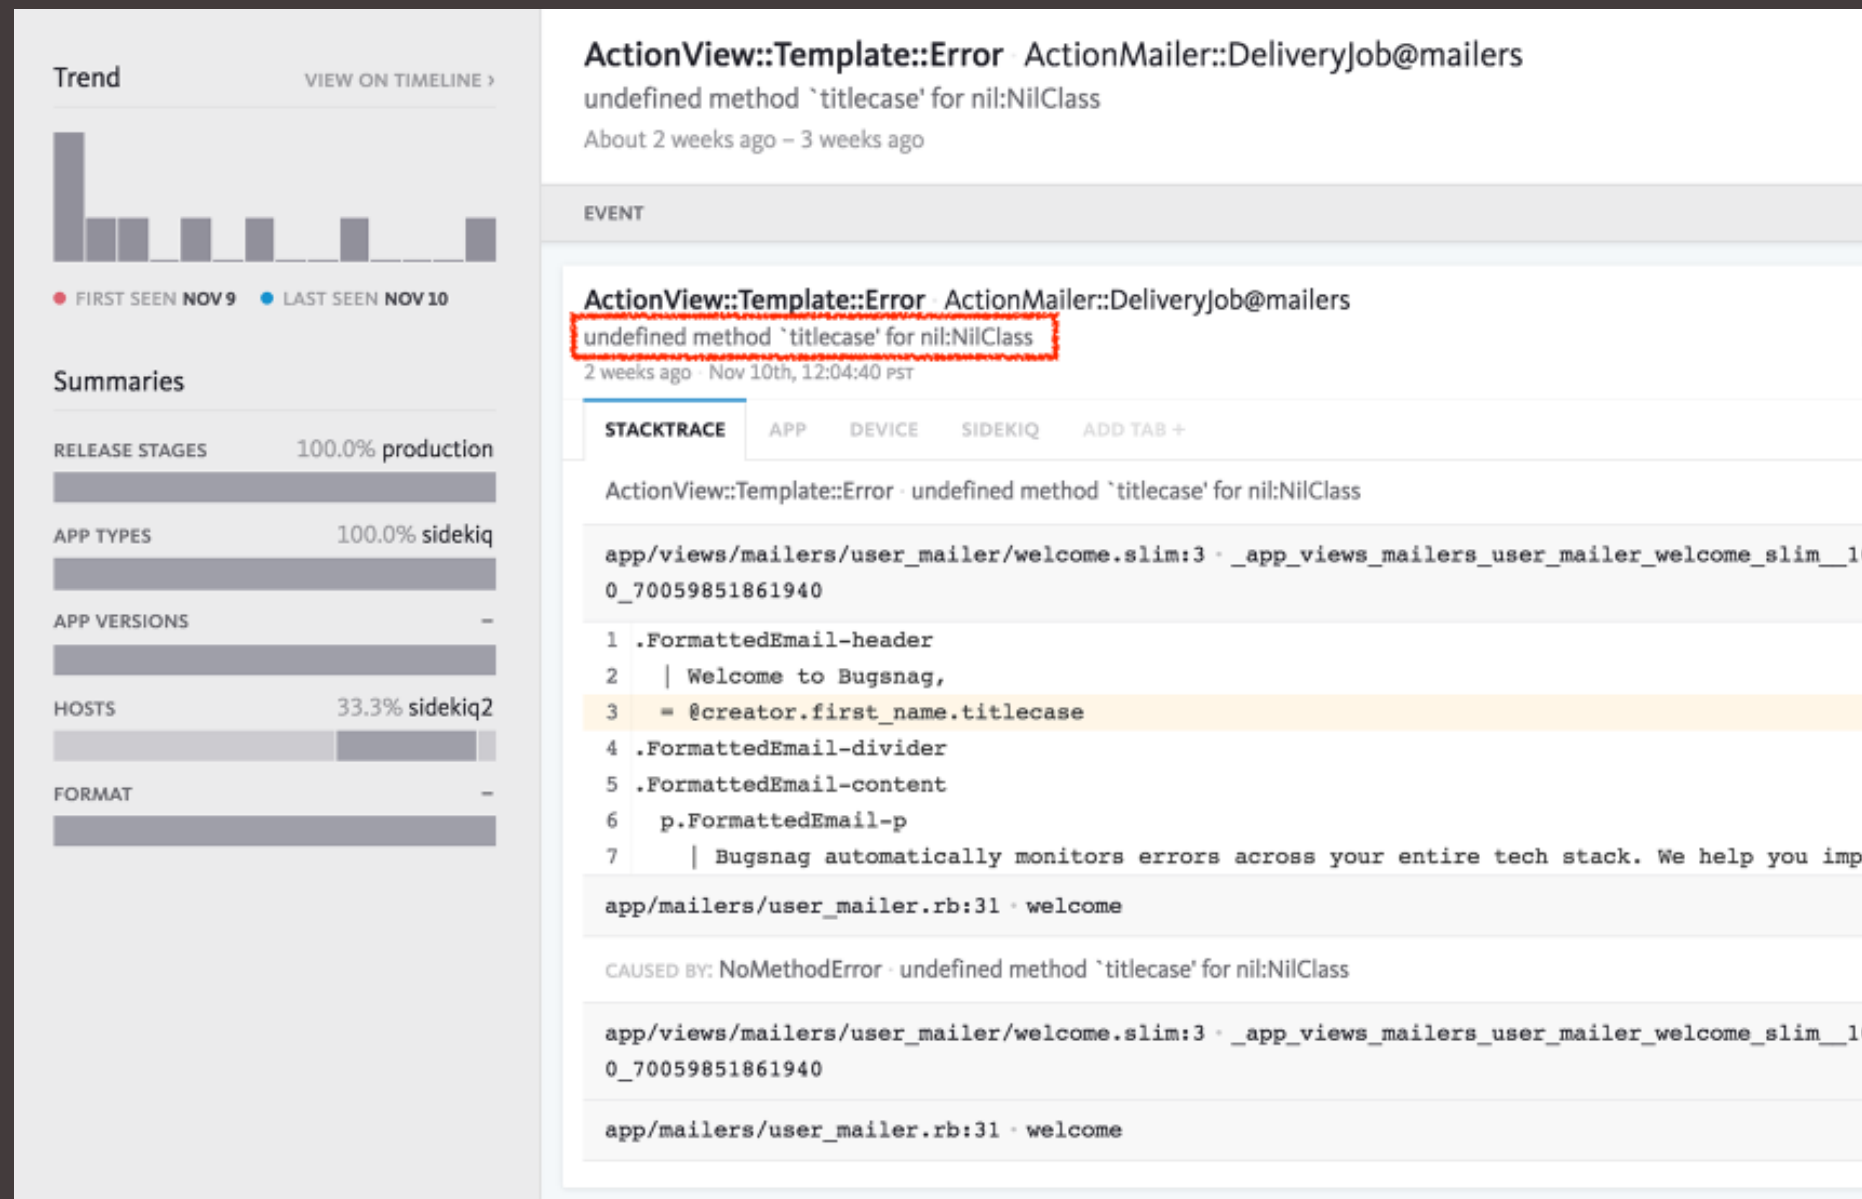 Trend
VIEW ON TIMELINE ›
FIRST SEEN NOV 9
LAST SEEN NOV 10
Summaries
RELEASE STAGES
100.0% production
APP TYPES
100.0% sidekiq
APP VERSIONS
–
HOSTS
33.3% sidekiq2
FORMAT
–
ActionView::Template::Error · ActionMailer::DeliveryJob@mailers
undefined method `titlecase' for nil:NilClass
About 2 weeks ago – 3 weeks ago
EVENT
ActionView::Template::Error · ActionMailer::DeliveryJob@mailers
undefined method `titlecase' for nil:NilClass
2 weeks ago · Nov 10th, 12:04:40 PST
STACKTRACE
APP
DEVICE
SIDEKIQ
ADD TAB +
ActionView::Template::Error · undefined method `titlecase' for nil:NilClass
app/views/mailers/user_mailer/welcome.slim:3 · _app_views_mailers_user_mailer_welcome_slim__1
0_70059851861940
1 .FormattedEmail-header
2 | Welcome to Bugsnag,
3 = @creator.first_name.titlecase
4 .FormattedEmail-divider
5 .FormattedEmail-content
6 p.FormattedEmail-p
7 | Bugsnag automatically monitors errors across your entire tech stack. We help you imp
app/mailers/user_mailer.rb:31 · welcome
CAUSED BY: NoMethodError · undefined method `titlecase' for nil:NilClass
app/views/mailers/user_mailer/welcome.slim:3 · _app_views_mailers_user_mailer_welcome_slim__1
0_70059851861940
app/mailers/user_mailer.rb:31 · welcome